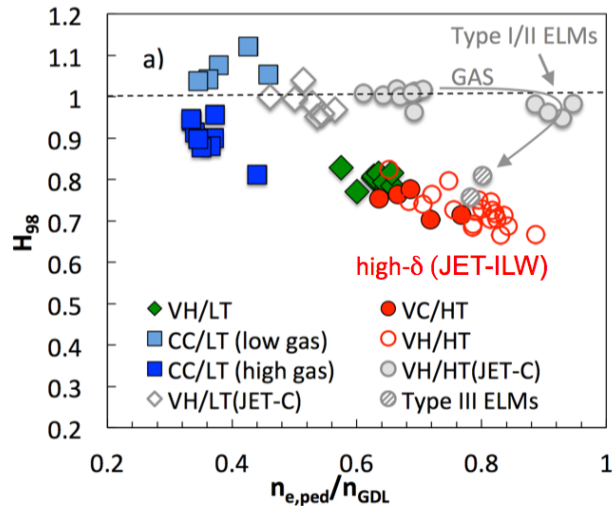 a)
Type I/II ELMs
GAS
high-δ (JET-ILW)
VH/LT
VC/HT
CC/LT (low gas)
VH/HT
CC/LT (high gas)
VH/HT(JET-C)
VH/LT(JET-C)
Type III ELMs
H98
1.2
1.1
1
0.9
0.8
0.7
0.6
0.5
0.4
0.3
0.2
0.2
0.4
0.6
0.8
1
ne,ped/nGDL